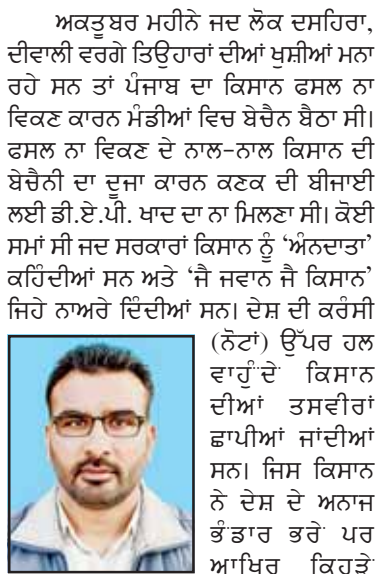 ਅਕਤੂਬਰ ਮਹੀਨੇ ਜਦ ਲੋਕ ਦਸਹਿਰਾ,
ਦੀਵਾਲੀ ਵਰਗੇ ਤਿਉਹਾਰਾਂ ਦੀਆਂ ਖੁਸ਼ੀਆਂ ਮਨਾ
ਰਹੇ ਸਨ ਤਾਂ ਪੰਜਾਬ ਦਾ ਕਿਸਾਨ ਫਸਲ ਨਾ
ਵਿਕਣ ਕਾਰਨ ਮੰਡੀਆਂ ਵਿਚ ਬੇਚੈਨ ਬੈਠਾ ਸੀ।
ਫਸਲ ਨਾ ਵਿਕਣ ਦੇ ਨਾਲ-ਨਾਲ ਕਿਸਾਨ ਦੀ
ਬੇਚੈਨੀ ਦਾ ਦੂਜਾ ਕਾਰਨ ਕਣਕ ਦੀ ਬੀਜਾਈ
ਲਈ ਡੀ.ਏ.ਪੀ. ਖਾਦ ਦਾ ਨਾ ਮਿਲਣਾ ਸੀ। ਕੋਈ
ਸਮਾਂ ਸੀ ਜਦ ਸਰਕਾਰਾਂ ਕਿਸਾਨ ਨੂੰ ‘ਅੰਨਦਾਤਾ’
ਕਹਿੰਦੀਆਂ ਸਨ ਅਤੇ ‘ਜੈ ਜਵਾਨ ਜੈ ਕਿਸਾਨ’
ਜਿਹੇ ਨਾਅਰੇ ਦਿੰਦੀਆਂ ਸਨ। ਦੇਸ਼ ਦੀ ਕਰੰਸੀ
(ਨੋਟਾਂ) ਉੱਪਰ ਹਲ
ਵਾਹੁੰਦੇ ਕਿਸਾਨ
ਦੀਆਂ ਤਸਵੀਰਾਂ
ਛਾਪੀਆਂ ਜਾਂਦੀਆਂ
ਸਨ। ਜਿਸ ਕਿਸਾਨ
ਨੇ ਦੇਸ਼ ਦੇ ਅਨਾਜ
ਭੰਡਾਰ ਭਰੇ ਪਰ
ਆਖਿਰ ਕਿਹੜੇ